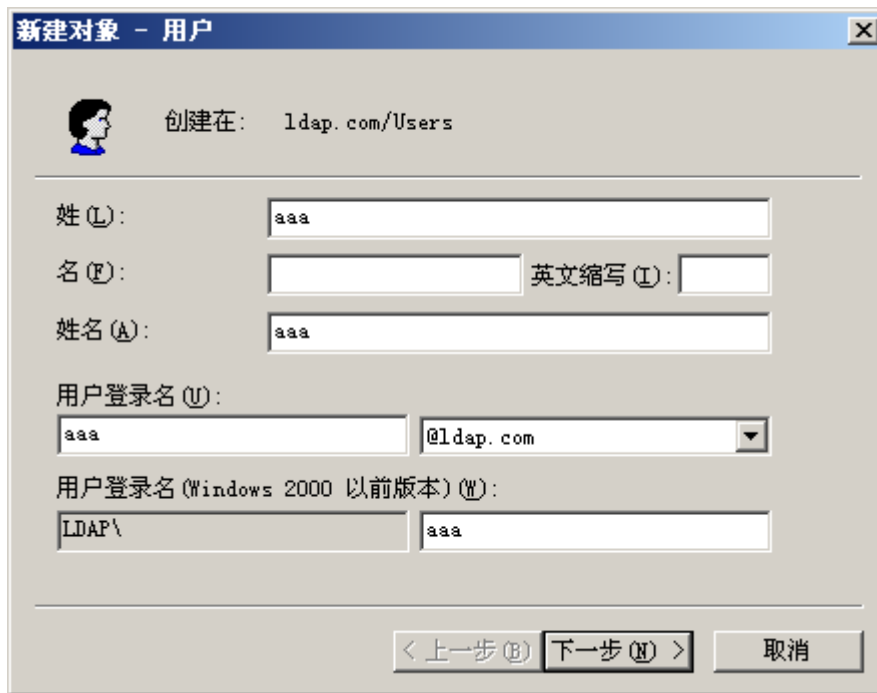 新建对象 - 用户
创建在: ldap.com/Users
姓(L): aaa
名(F): 英文缩写(I):
姓名(A): aaa
用户登录名(U):
aaa @ldap.com
用户登录名(Windows 2000 以前版本)(W):
LDAP\ aaa
< 上一步(B) 下一步(N) > 取消